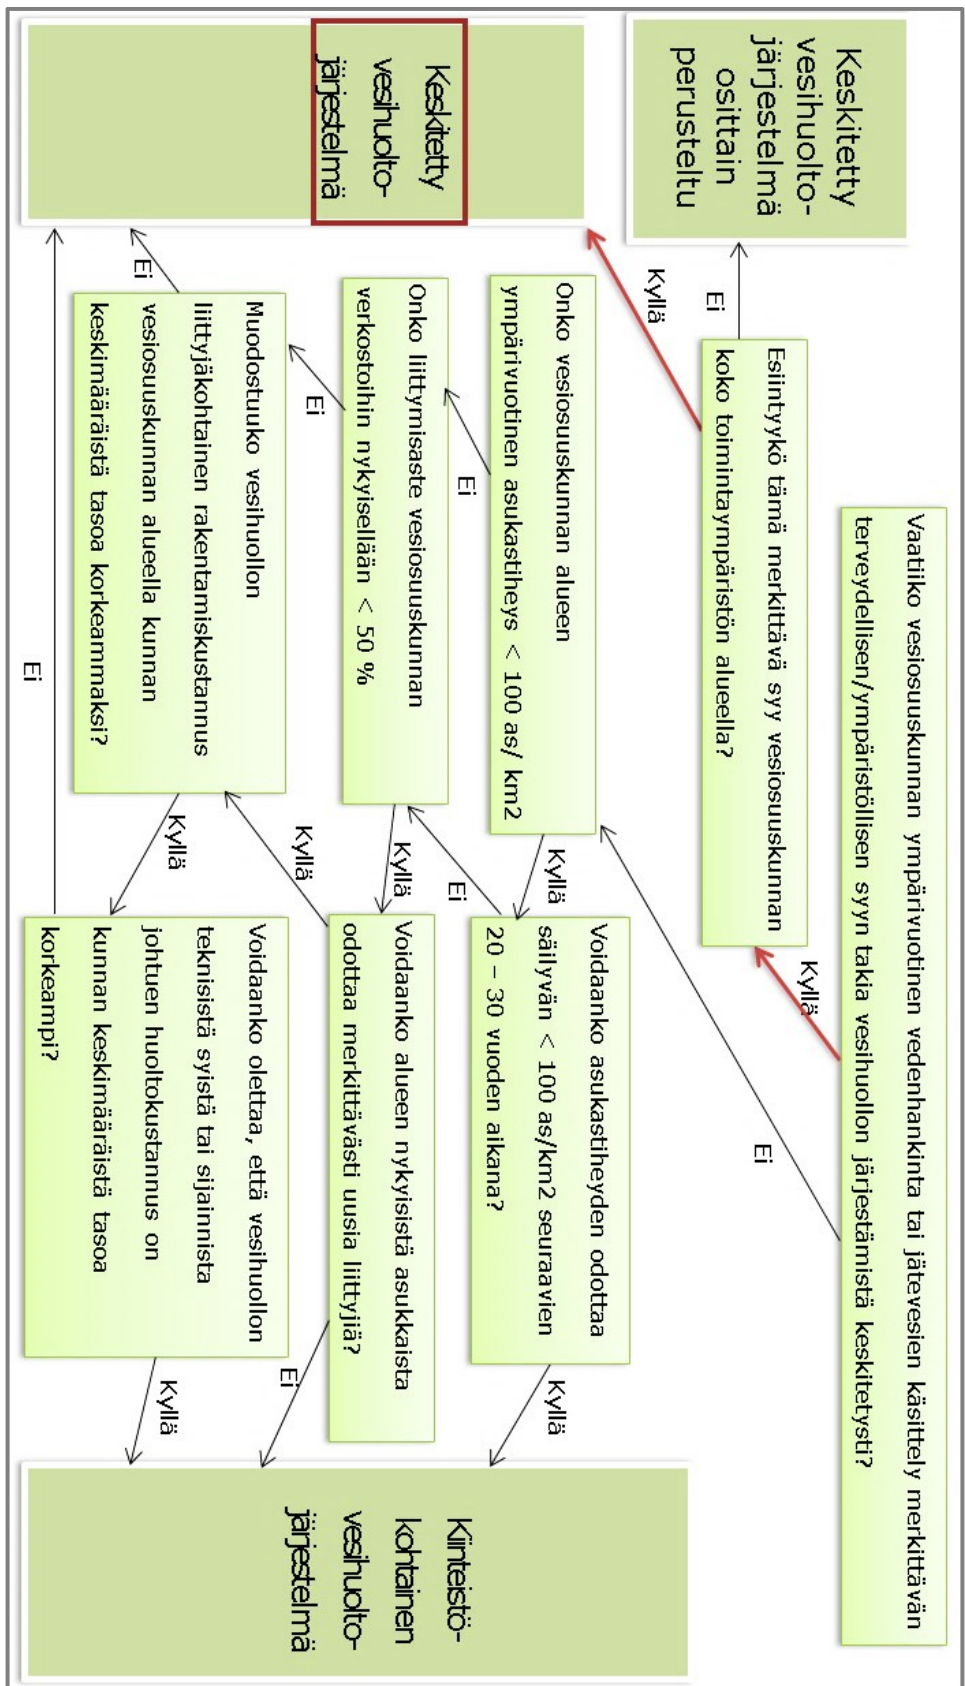 Vaatiiko vesiosuuskunnan ympärivuotinen vedenhankinta tai jätevesien käsittely merkittävän
terveydellisen/ympäristöllisen syyn takia vesihuollon järjestämistä keskitetysti?
Kyllä
Ei
Esiintyykö tämä merkittävä syy vesiosuuskunnan
koko toimintaympäristön alueella?
Ei
Kyllä
Keskitetty
vesihuolto-
järjestelmä
osittain
perusteltu
Onko vesiosuuskunnan alueen
ympärivuotinen asukastiheys < 100 as/ km2
Ei
Kyllä
Voidaanko asukastiheyden odottaa
säilyvän < 100 as/km2 seuraavien
20 – 30 vuoden aikana?
Ei
Kyllä
Onko liittymisaste vesiosuuskunnan
verkostoihin nykyisellään < 50 %
Ei
Kyllä
Voidaanko alueen nykyisistä asukkaista
odottaa merkittävästi uusia liittyjiä?
Kyllä
Ei
Muodostuuko vesihuollon
liittyjäkohtainen rakentamiskustannus
vesiosuuskunnan alueella kunnan
keskimääräistä tasoa korkeammaksi?
Ei
Kyllä
Voidaanko olettaa, että vesihuollon
teknisistä syistä tai sijainnista
johtuen huoltokustannus on
kunnan keskimääräistä tasoa
korkeampi?
Ei
Kyllä
Keskitetty
vesihuolto-
järjestelmä
Kiinteistö-
kohtainen
vesihuolto-
järjestelmä